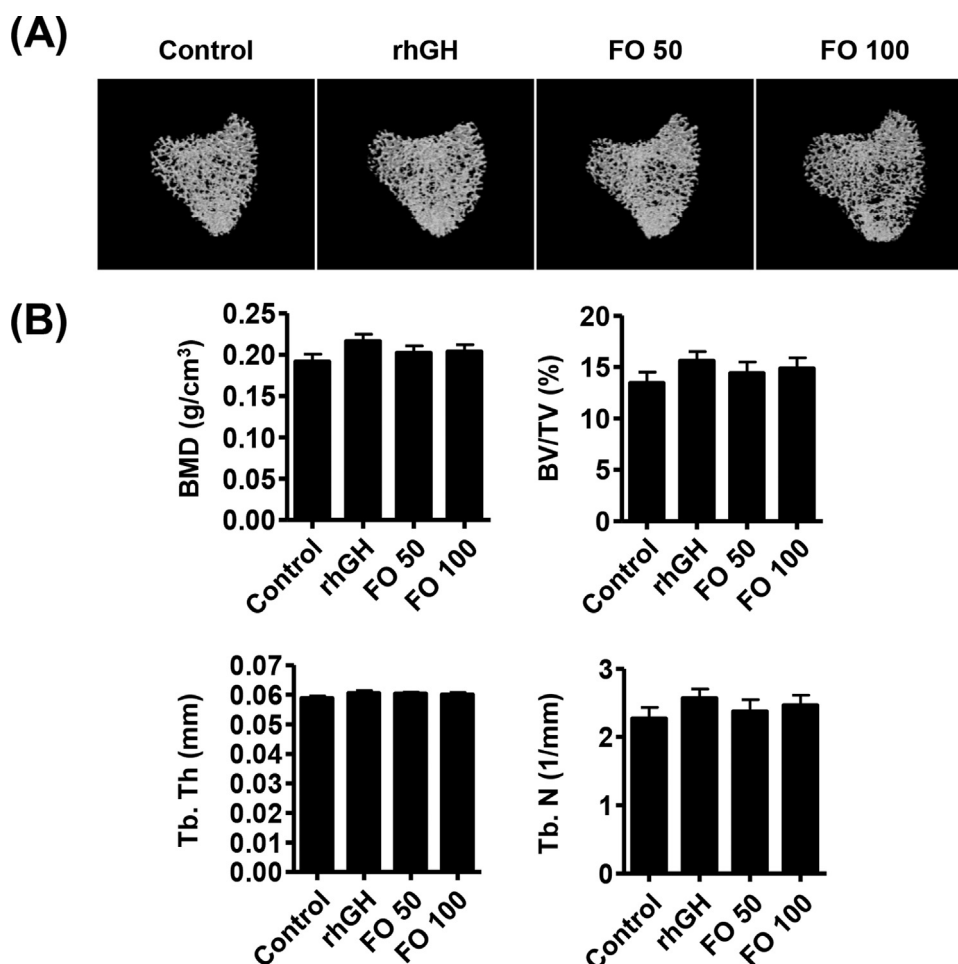 (A)
Control rhGH FO 50 FO 100
(B)
BMD (g/cm³)
0.25
0.20
0.15
0.10
0.05
0.00
Control rhGH FO 50 FO 100
BV/TV (%)
20
15
10
5
0
Control rhGH FO 50 FO 100
Tb. Th (mm)
0.07
0.06
0.05
0.04
0.03
0.02
0.01
0.00
Control rhGH FO 50 FO 100
Tb. N (1/mm)
3
2
1
0
Control rhGH FO 50 FO 100